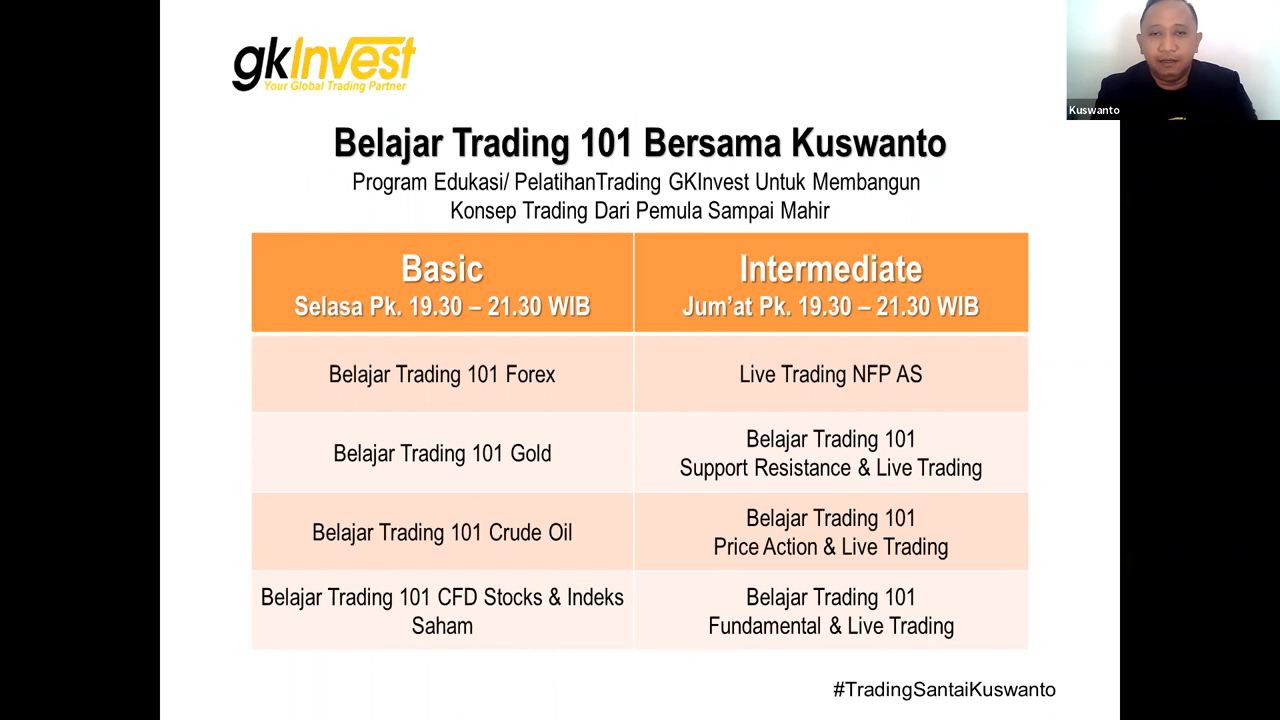 gkInvest
Your Global Trading Partner
Kuswanto
Belajar Trading 101 Bersama Kuswanto
Program Edukasi/ PelatihanTrading GKInvest Untuk Membangun
Konsep Trading Dari Pemula Sampai Mahir
Basic
Selasa Pk. 19.30 – 21.30 WIB
Intermediate
Jum’at Pk. 19.30 – 21.30 WIB
Belajar Trading 101 Forex
Live Trading NFP AS
Belajar Trading 101 Gold
Belajar Trading 101
Support Resistance & Live Trading
Belajar Trading 101 Crude Oil
Belajar Trading 101
Price Action & Live Trading
Belajar Trading 101 CFD Stocks & Indeks
Saham
Belajar Trading 101
Fundamental & Live Trading
#TradingSantaiKuswanto